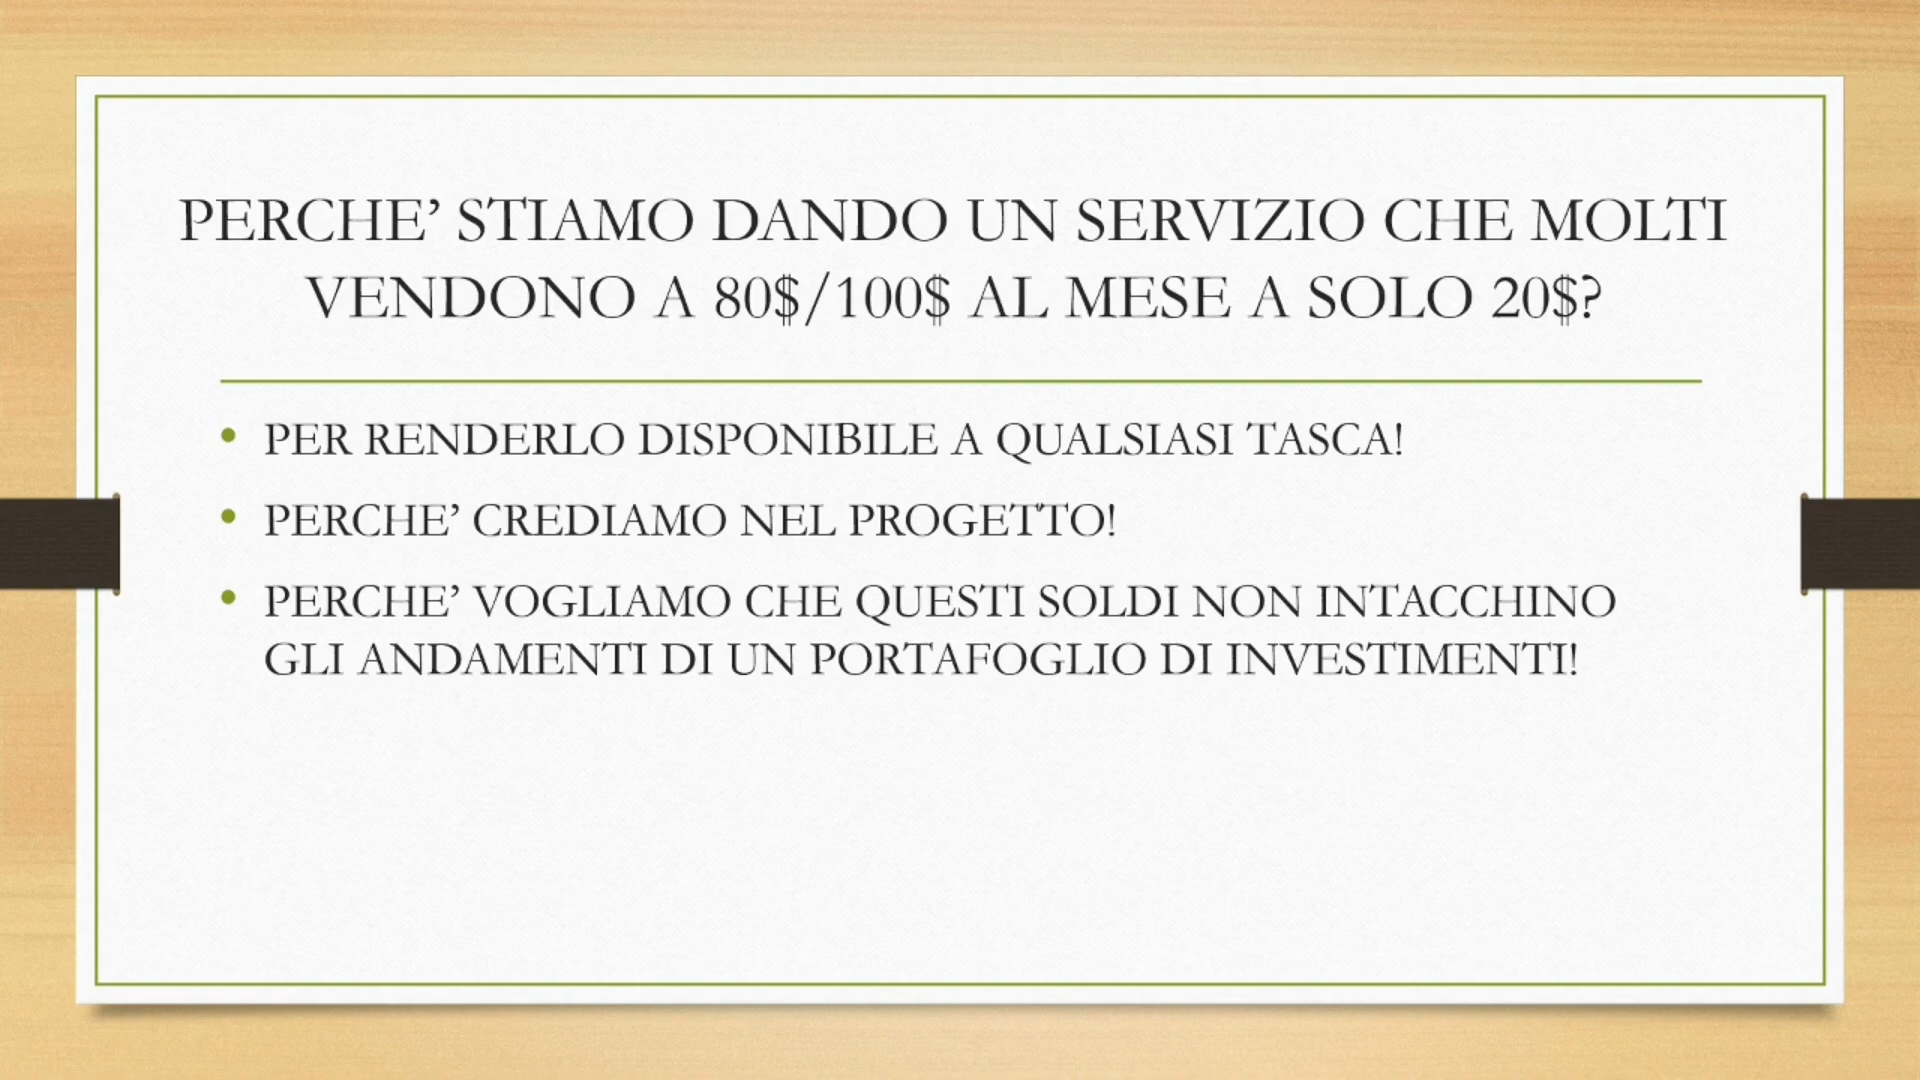 PERCHE’ STIAMO DANDO UN SERVIZIO CHE MOLTI
VENDONO A 80$/100$ AL MESE A SOLO 20$?
• PER RENDERLO DISPONIBILE A QUALSIASI TASCA!
• PERCHE’ CREDIAMO NEL PROGETTO!
• PERCHE’ VOGLIAMO CHE QUESTI SOLDI NON INTACCHINO
GLI ANDAMENTI DI UN PORTAFOGLIO DI INVESTIMENTI!